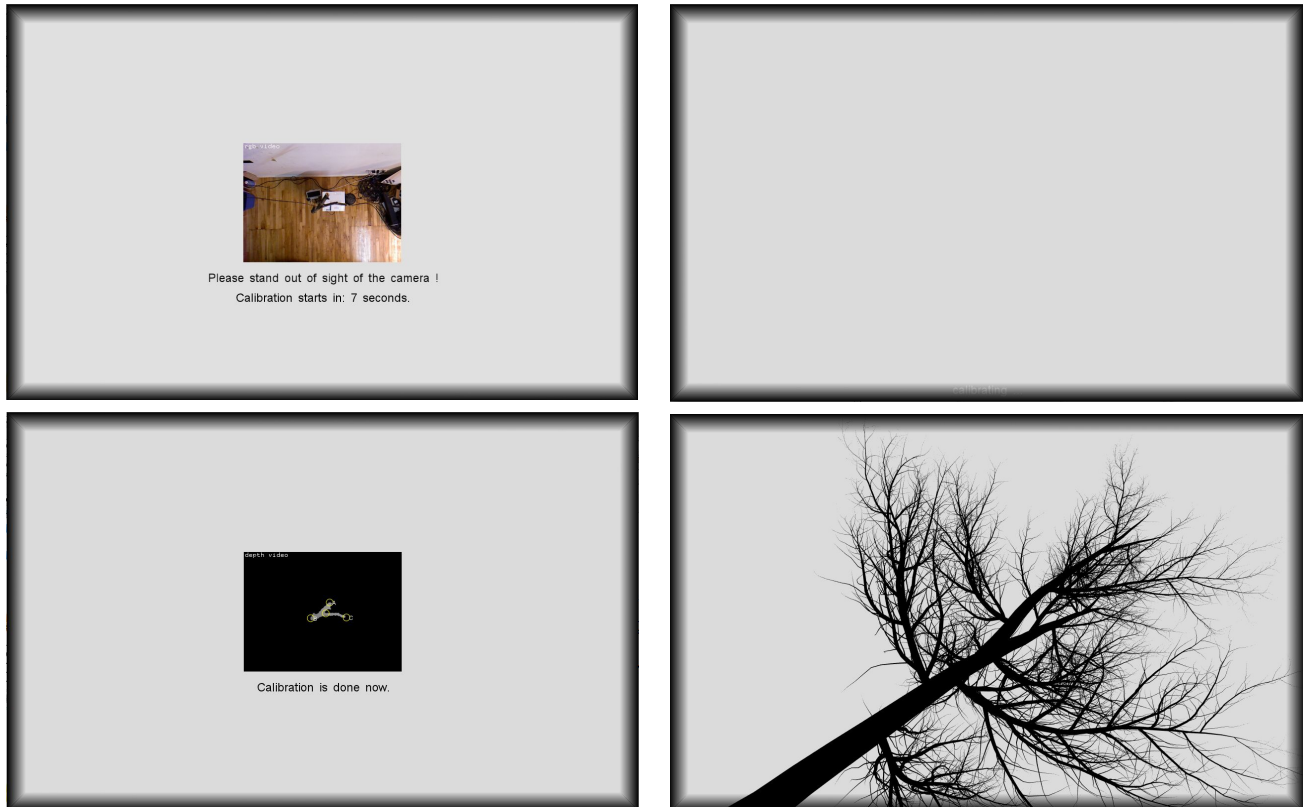 rgb video
Please stand out of sight of the camera !
Calibration starts in: 7 seconds.
calibrating
depth video
Calibration is done now.